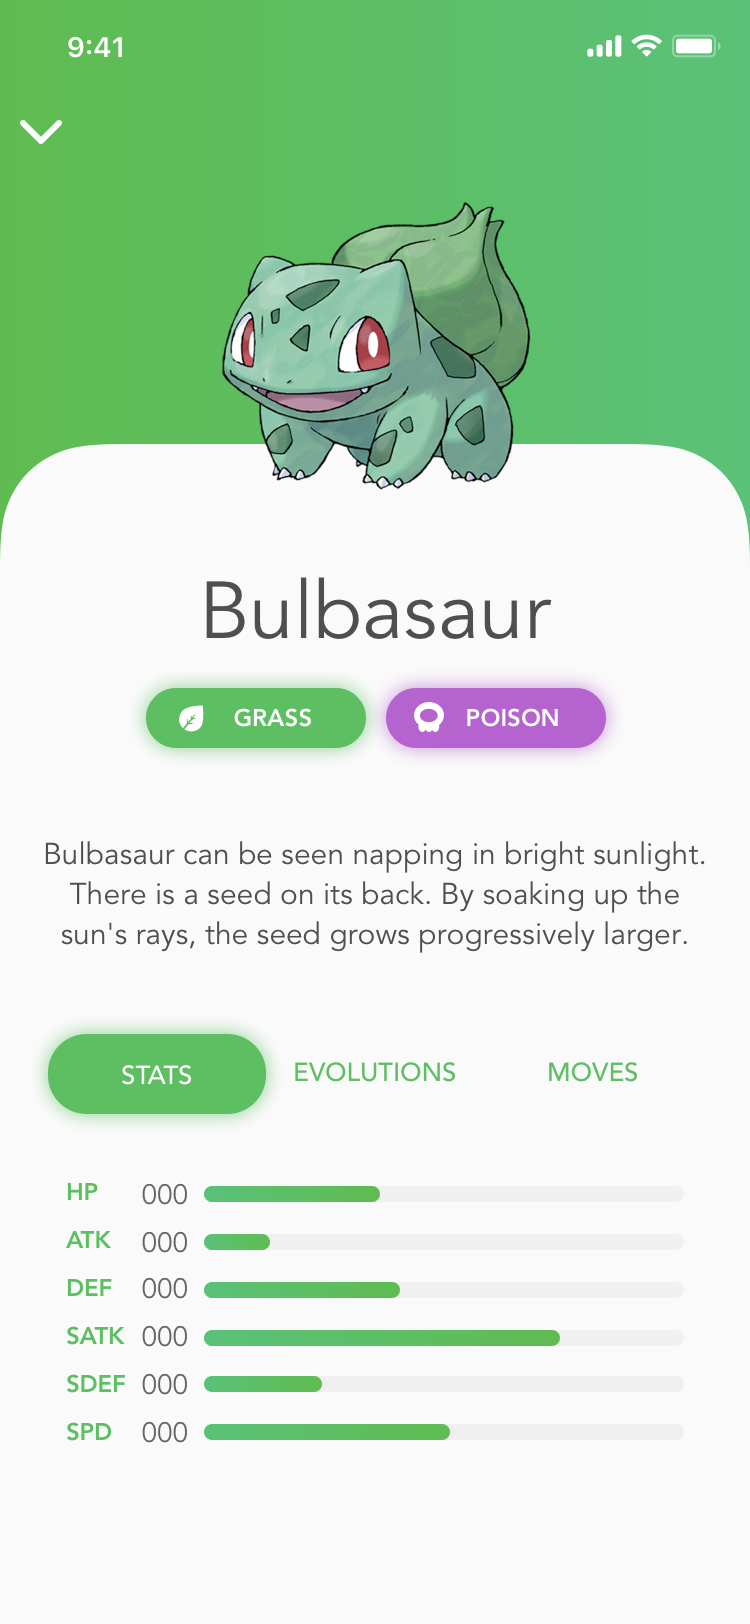 9:41
Bulbasaur
GRASS
POISON
Bulbasaur can be seen napping in bright sunlight.
There is a seed on its back. By soaking up the
sun's rays, the seed grows progressively larger.
STATS EVOLUTIONS MOVES
HP 000
ATK 000
DEF 000
SATK 000
SDEF 000
SPD 000